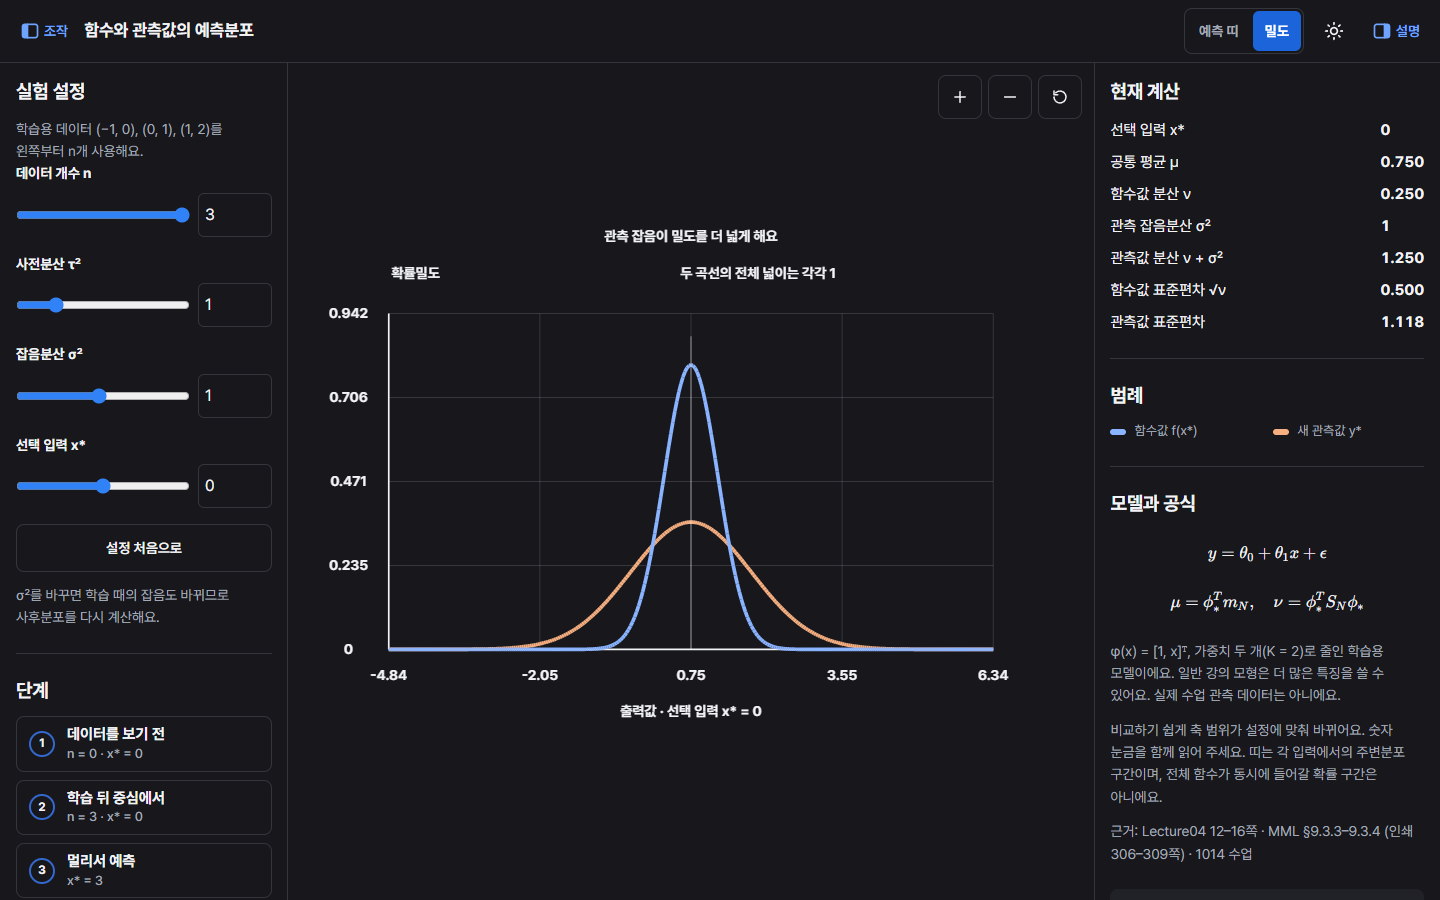 조작
함수와 관측값의 예측분포
예측 띠
밀도
설명
실험 설정
학습용 데이터 (−1, 0), (0, 1), (1, 2)를
왼쪽부터 n개 사용해요.
데이터 개수 n
3
사전분산 τ²
1
잡음분산 σ²
1
선택 입력 x*
0
설정 처음으로
σ²를 바꾸면 학습 때의 잡음도 바뀌므로
사후분포를 다시 계산해요.
단계
1
데이터를 보기 전
n = 0 · x* = 0
2
학습 뒤 중심에서
n = 3 · x* = 0
3
멀리서 예측
x* = 3
관측 잡음이 밀도를 더 넓게 해요
확률밀도
두 곡선의 전체 넓이는 각각 1
0.942
0.706
0.471
0.235
0
-4.84
-2.05
0.75
3.55
6.34
출력값 · 선택 입력 x* = 0
현재 계산
선택 입력 x* 0
공통 평균 μ 0.750
함수값 분산 ν 0.250
관측 잡음분산 σ² 1
관측값 분산 ν + σ² 1.250
함수값 표준편차 √ν 0.500
관측값 표준편차 1.118
범례
함수값 f(x*)
새 관측값 y*
모델과 공식
y = θ₀ + θ₁x + ϵ
μ = ϕ*ᵀm_N, ν = ϕ*ᵀS_Nϕ*
φ(x) = [1, x]ᵀ, 가중치 두 개(K = 2)로 줄인 학습용
모델이에요. 일반 강의 모형은 더 많은 특징을 쓸 수
있어요. 실제 수업 관측 데이터는 아니에요.
비교하기 쉽게 축 범위가 설정에 맞춰 바뀌어요. 숫자
눈금을 함께 읽어 주세요. 띠는 각 입력에서의 주변분포
구간이며, 전체 함수가 동시에 들어갈 확률 구간은
아니에요.
근거: Lecture04 12–16쪽 · MML §9.3.3–9.3.4 (인쇄
306–309쪽) · 1014 수업